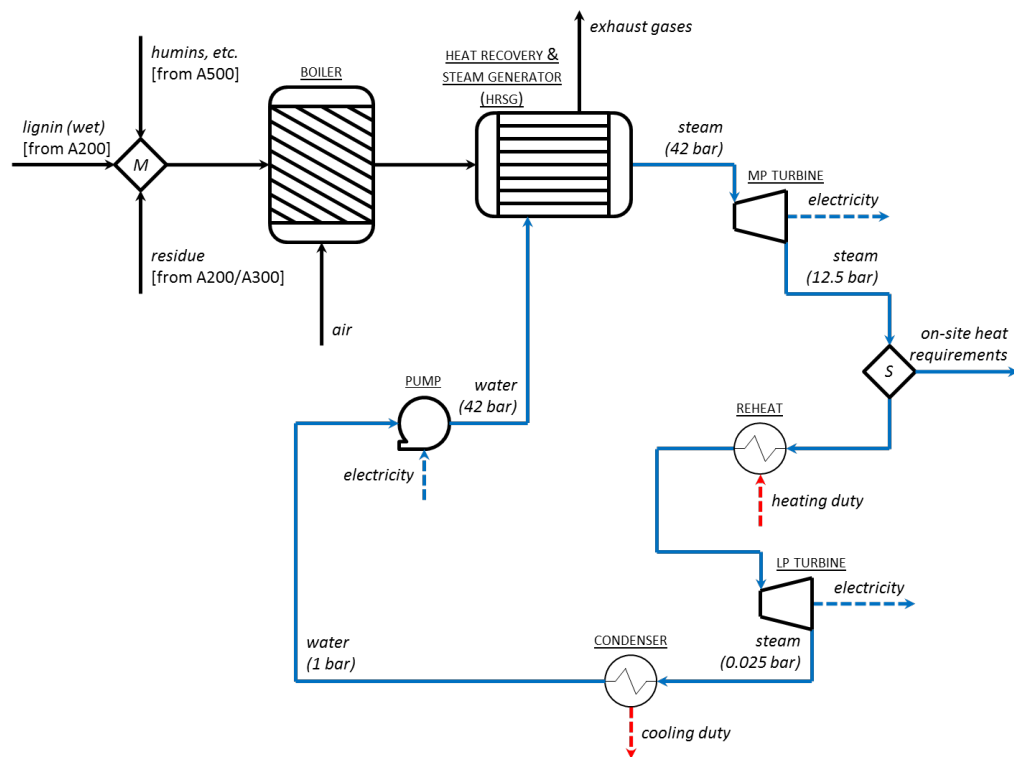 exhaust gases
humins, etc.
[from A500]
BOILER
HEAT RECOVERY &
STEAM GENERATOR
(HRSG)
lignin (wet)
[from A200]
M
steam
(42 bar)
MP TURBINE
electricity
residue
[from A200/A300]
steam
(12.5 bar)
air
on-site heat
requirements
S
PUMP
water
(42 bar)
REHEAT
electricity
heating duty
LP TURBINE
electricity
water
(1 bar)
CONDENSER
steam
(0.025 bar)
cooling duty